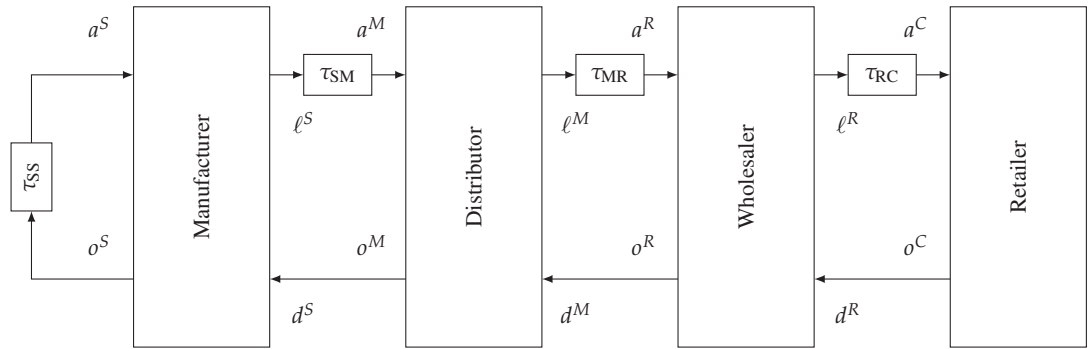 a^S a^M a^R a^C
τ_SM τ_MR τ_RC
ℓ^S ℓ^M ℓ^R
τ_SS Manufacturer Distributor Wholesaler Retailer
o^S o^M o^R o^C
d^S d^M d^R